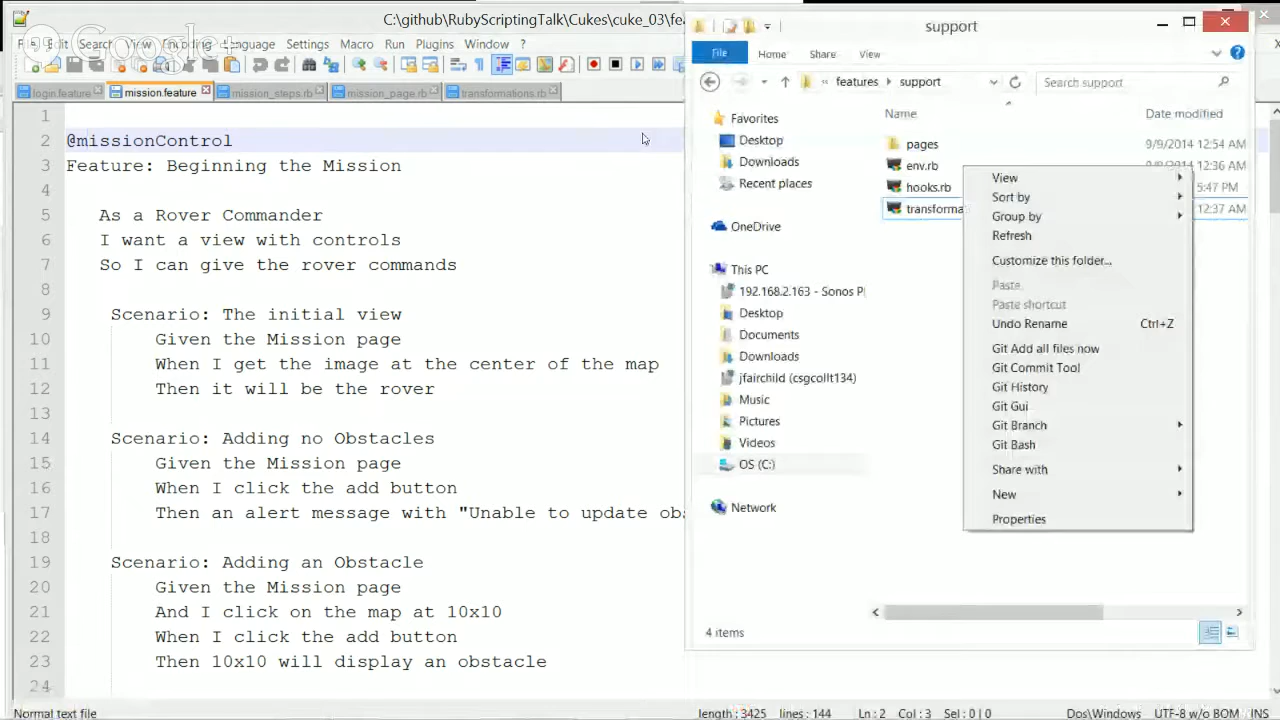 C:\github\RubyScriptingTalk\Cukes\cuke_03\fea
File Edit Search View Encoding Language Settings Macro Run Plugins Window ?
Google+
login.feature mission.feature mission_steps.rb mission_page.rb transformations.rb
1
2 @missionControl
3 Feature: Beginning the Mission
4
5 As a Rover Commander
6 I want a view with controls
7 So I can give the rover commands
8
9 Scenario: The initial view
10 Given the Mission page
11 When I get the image at the center of the map
12 Then it will be the rover
13
14 Scenario: Adding no Obstacles
15 Given the Mission page
16 When I click the add button
17 Then an alert message with "Unable to update obs
18
19 Scenario: Adding an Obstacle
20 Given the Mission page
21 And I click on the map at 10x10
22 When I click the add button
23 Then 10x10 will display an obstacle
24
Normal text file length : 3425 lines : 144 Ln : 2 Col : 3 Sel : 0 | 0 Dos\Windows UTF-8 w/o BOM INS
support
File Home Share View
features support Search support
Favorites
Desktop
Downloads
Recent places
OneDrive
This PC
192.168.2.163 - Sonos Pl
Desktop
Documents
Downloads
jfairchild (csgcollt134)
Music
Pictures
Videos
OS (C:)
Network
Name Date modified
pages 9/9/2014 12:54 AM
env.rb 9/8/2014 12:36 AM
hooks.rb 5:47 PM
transformat 12:37 AM
View
Sort by
Group by
Refresh
Customize this folder...
Paste
Paste shortcut
Undo Rename Ctrl+Z
Git Add all files now
Git Commit Tool
Git History
Git Gui
Git Branch
Git Bash
Share with
New
Properties
4 items